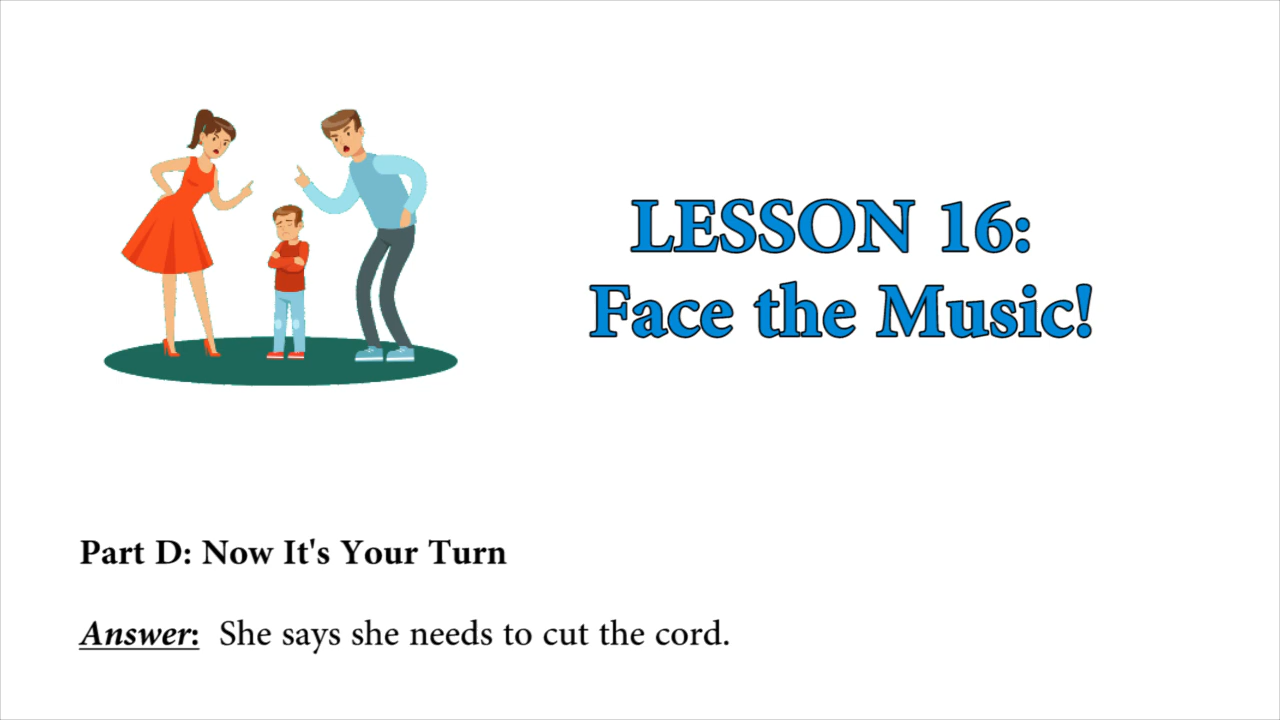 LESSON 16:
Face the Music!
Part D: Now It's Your Turn
Answer: She says she needs to cut the cord.